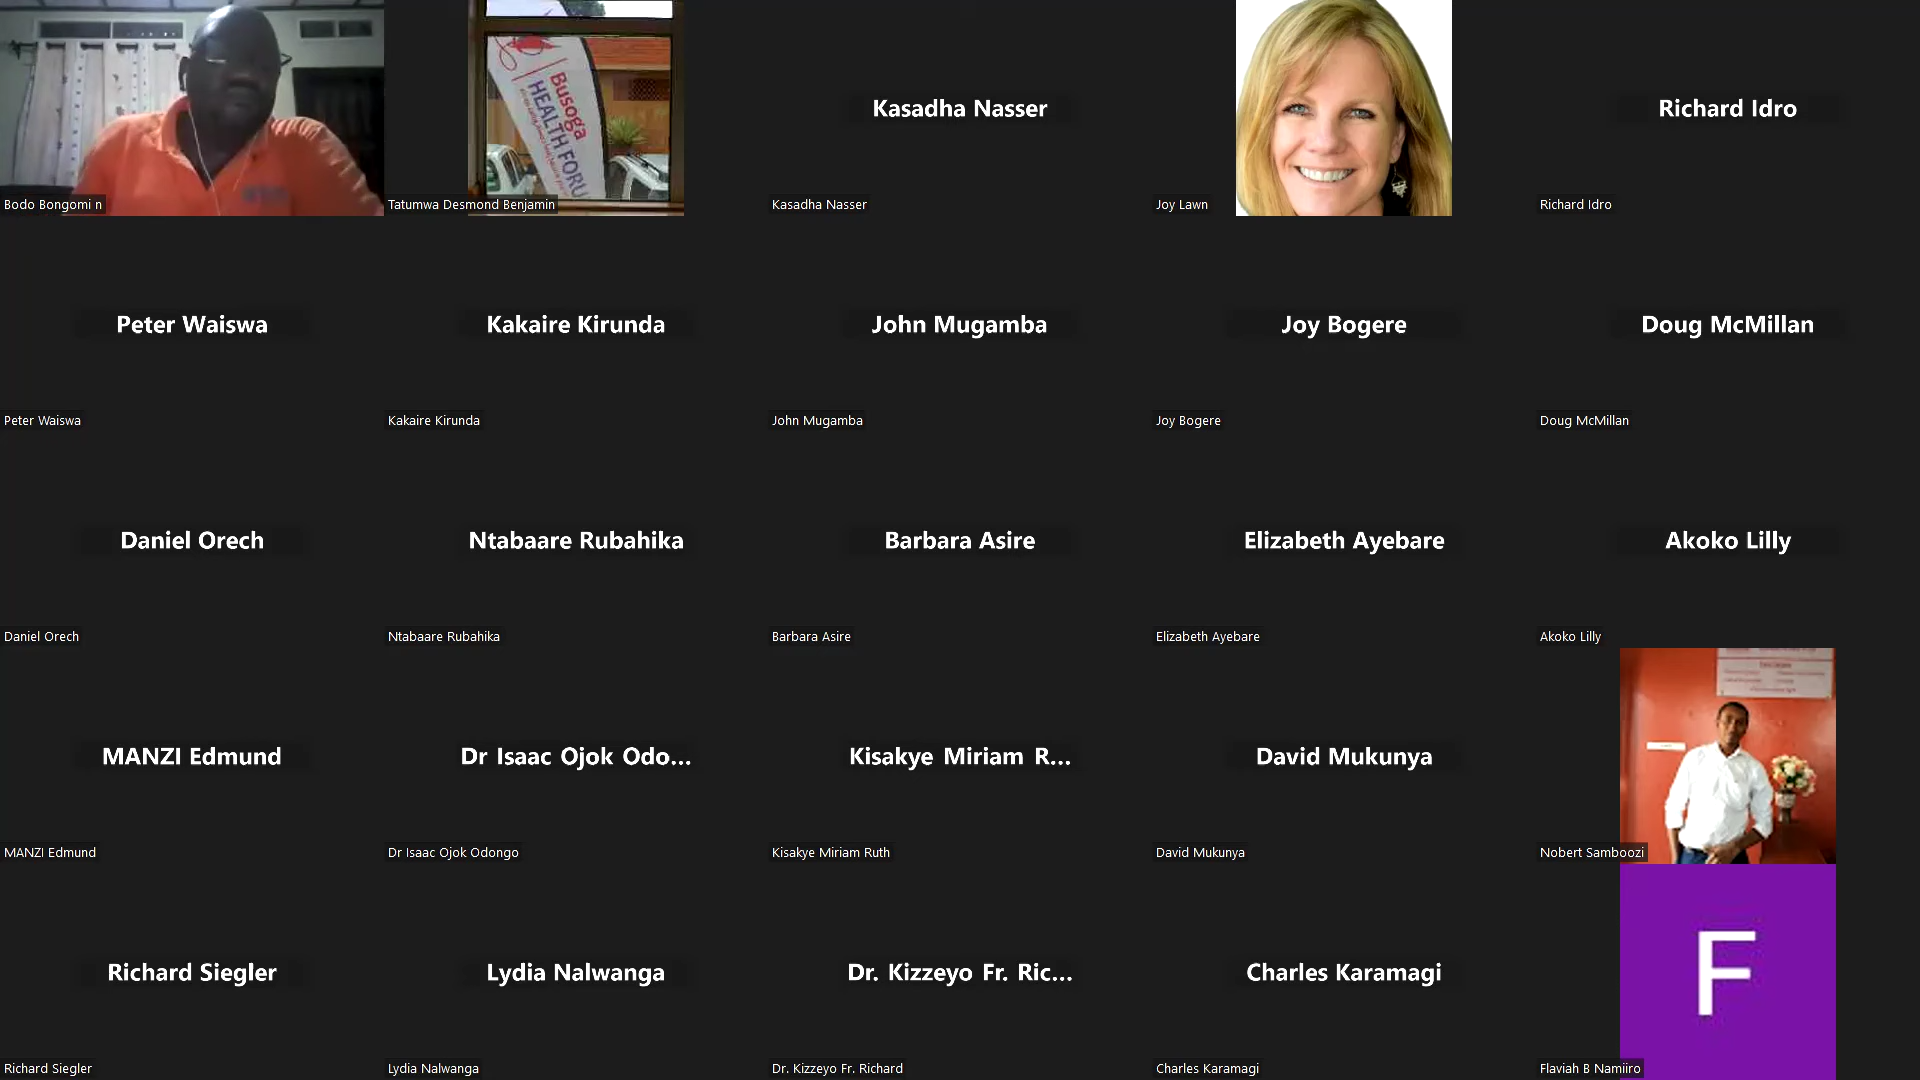 Busoga
HEALTH FORU
Kasadha Nasser
Richard Idro
Bodo Bongomi n
Tatumwa Desmond Benjamin
Kasadha Nasser
Joy Lawn
Richard Idro
Peter Waiswa
Kakaire Kirunda
John Mugamba
Joy Bogere
Doug McMillan
Peter Waiswa
Kakaire Kirunda
John Mugamba
Joy Bogere
Doug McMillan
Daniel Orech
Ntabaare Rubahika
Barbara Asire
Elizabeth Ayebare
Akoko Lilly
Daniel Orech
Ntabaare Rubahika
Barbara Asire
Elizabeth Ayebare
Akoko Lilly
MANZI Edmund
Dr Isaac Ojok Odo...
Kisakye Miriam R...
David Mukunya
MANZI Edmund
Dr Isaac Ojok Odongo
Kisakye Miriam Ruth
David Mukunya
Nobert Samboozi
Richard Siegler
Lydia Nalwanga
Dr. Kizzeyo Fr. Ric...
Charles Karamagi
F
Richard Siegler
Lydia Nalwanga
Dr. Kizzeyo Fr. Richard
Charles Karamagi
Flaviah B Namiiro